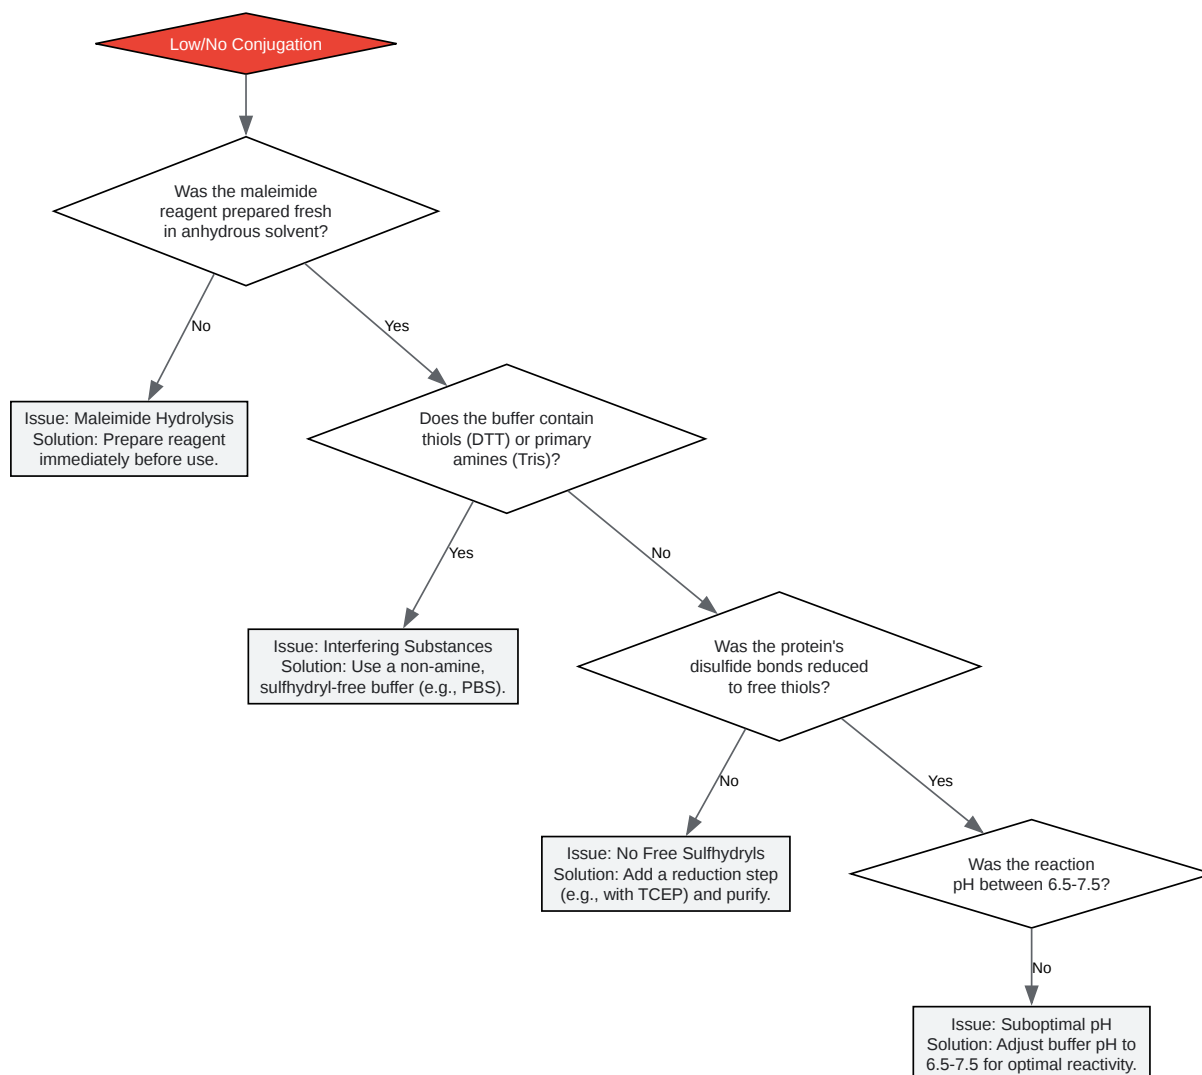 Low/No Conjugation
Was the maleimide
reagent prepared fresh
in anhydrous solvent?
No
Yes
Issue: Maleimide Hydrolysis
Solution: Prepare reagent
immediately before use.
Does the buffer contain
thiols (DTT) or primary
amines (Tris)?
Yes
No
Issue: Interfering Substances
Solution: Use a non-amine,
sulfhydryl-free buffer (e.g., PBS).
Was the protein's
disulfide bonds reduced
to free thiols?
No
Yes
Issue: No Free Sulfhydryls
Solution: Add a reduction step
(e.g., with TCEP) and purify.
Was the reaction
pH between 6.5-7.5?
No
Issue: Suboptimal pH
Solution: Adjust buffer pH to
6.5-7.5 for optimal reactivity.